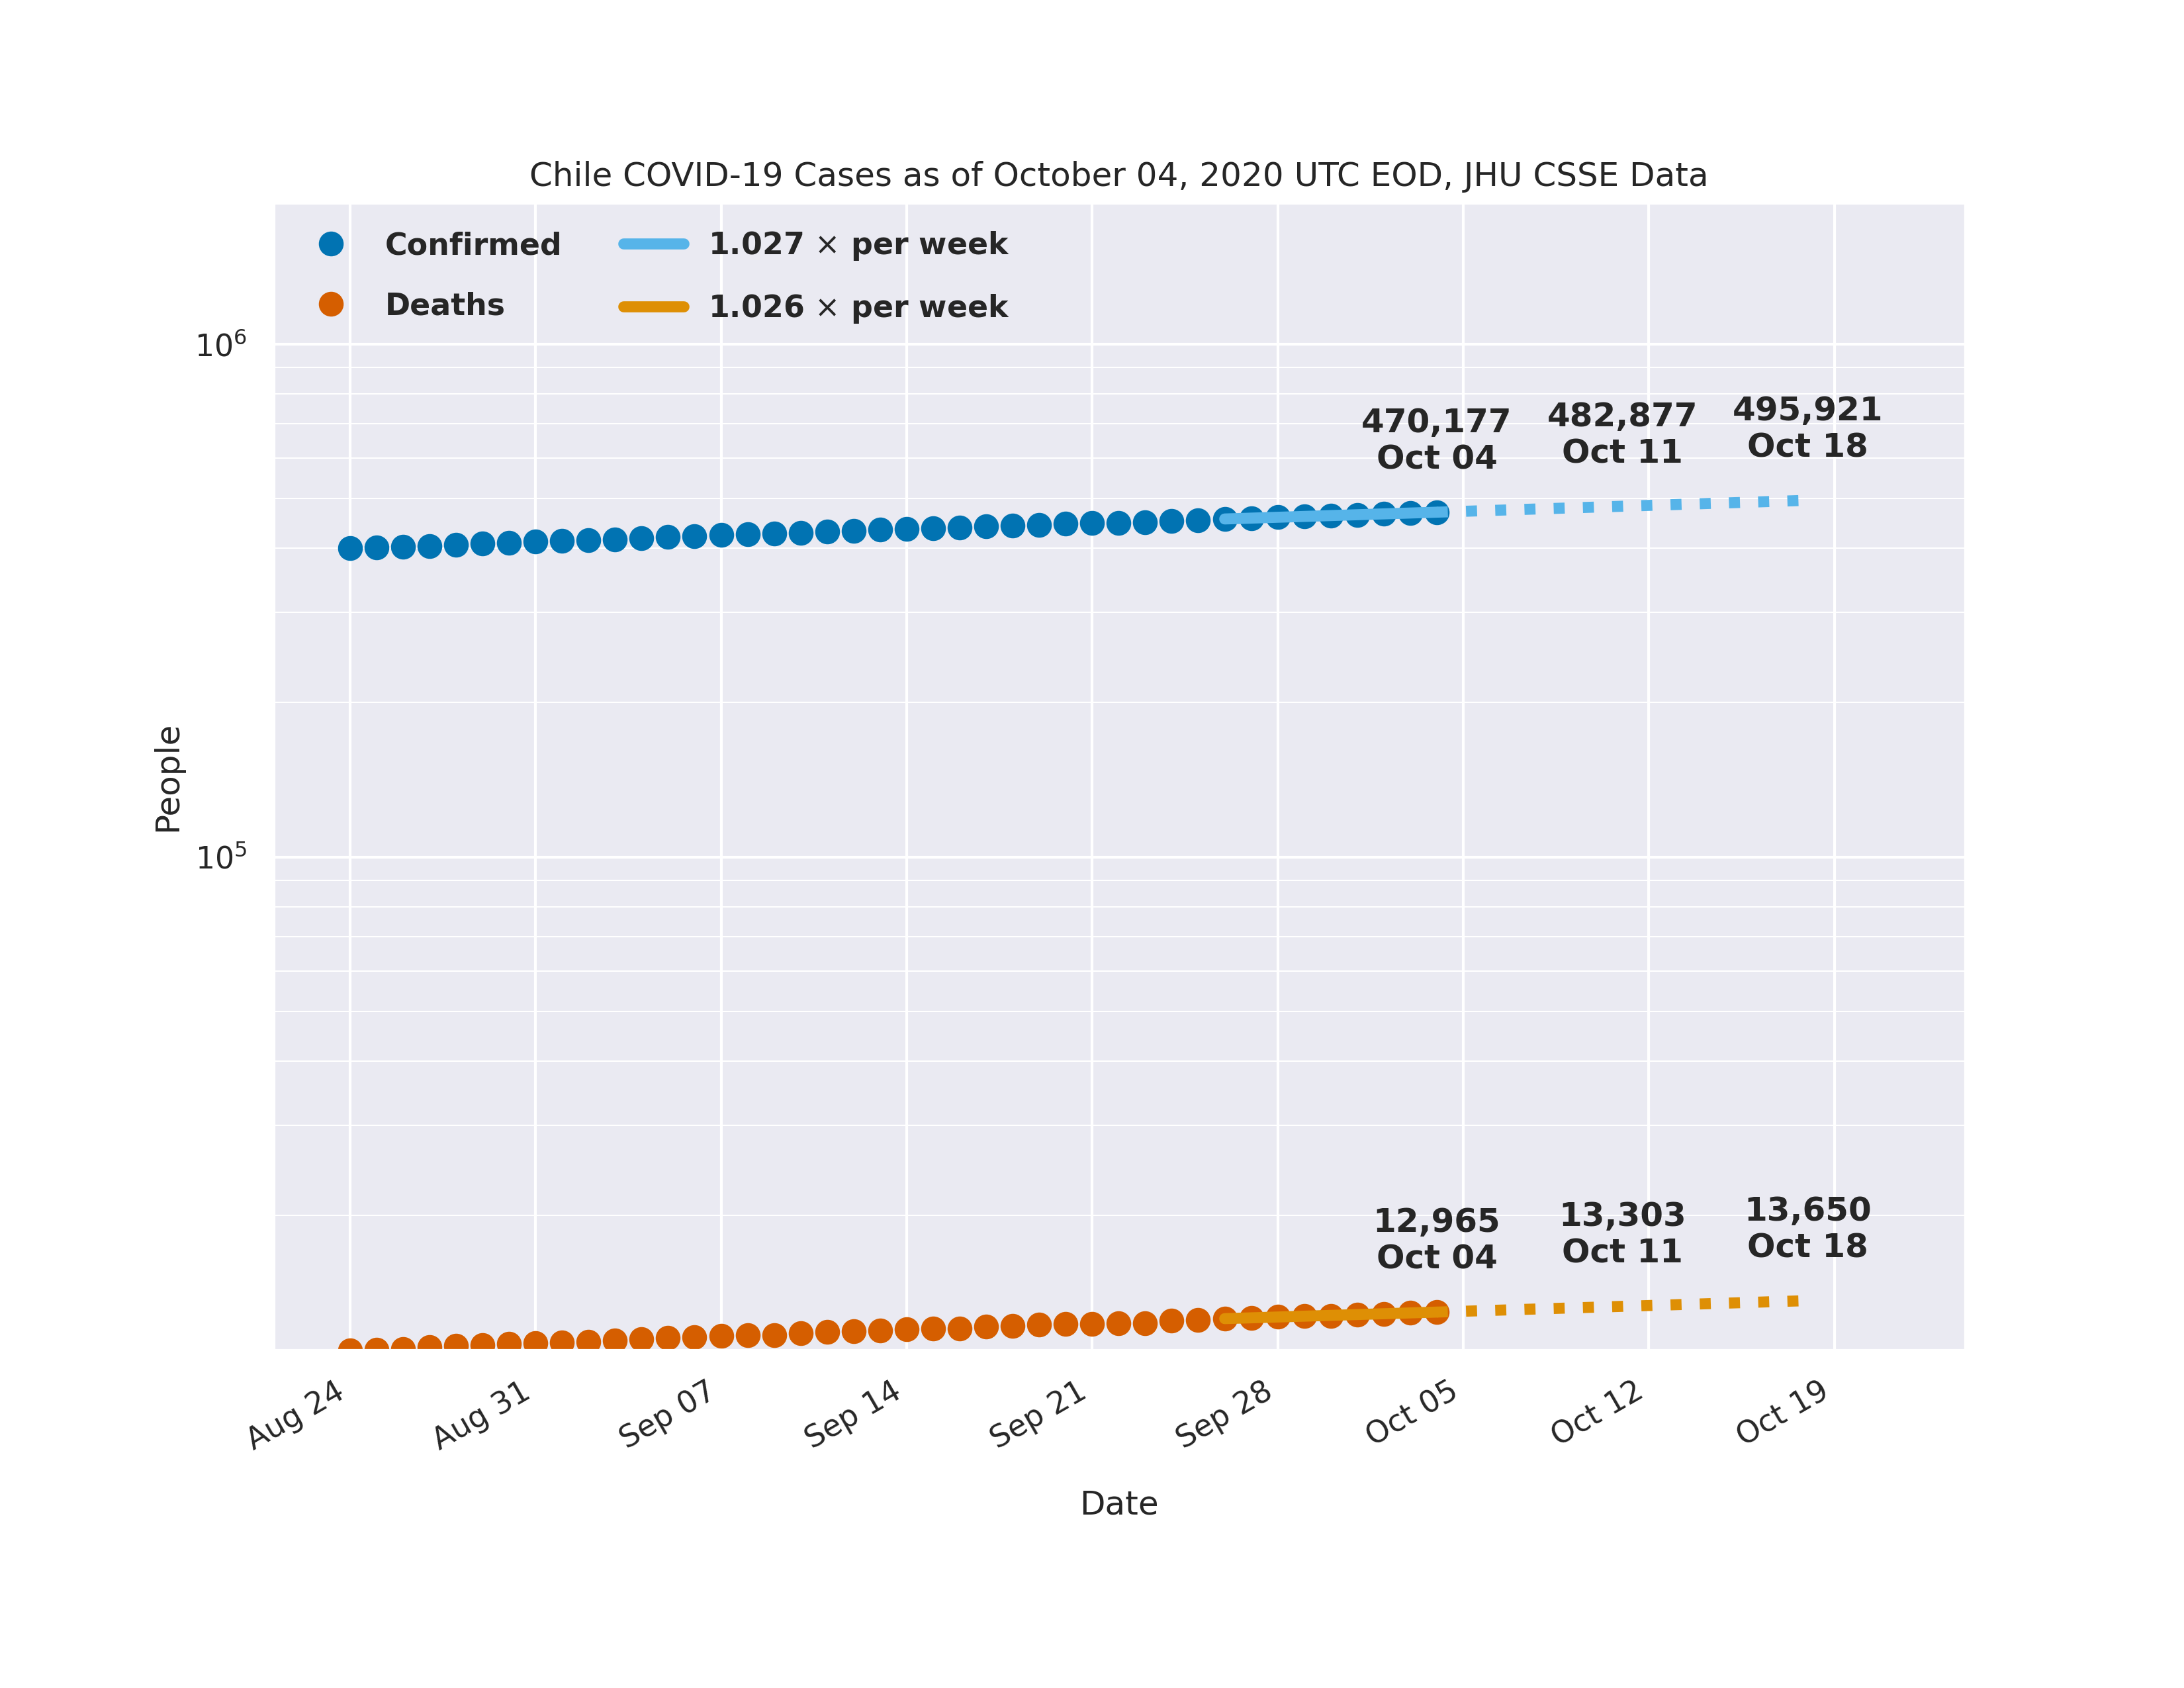 Chile COVID-19 Cases as of October 04, 2020 UTC EOD, JHU CSSE Data
Confirmed
Deaths
1.027 × per week
1.026 × per week
10⁶
10⁵
People
470,177
Oct 04
482,877
Oct 11
495,921
Oct 18
12,965
Oct 04
13,303
Oct 11
13,650
Oct 18
Aug 24
Aug 31
Sep 07
Sep 14
Sep 21
Sep 28
Oct 05
Oct 12
Oct 19
Date